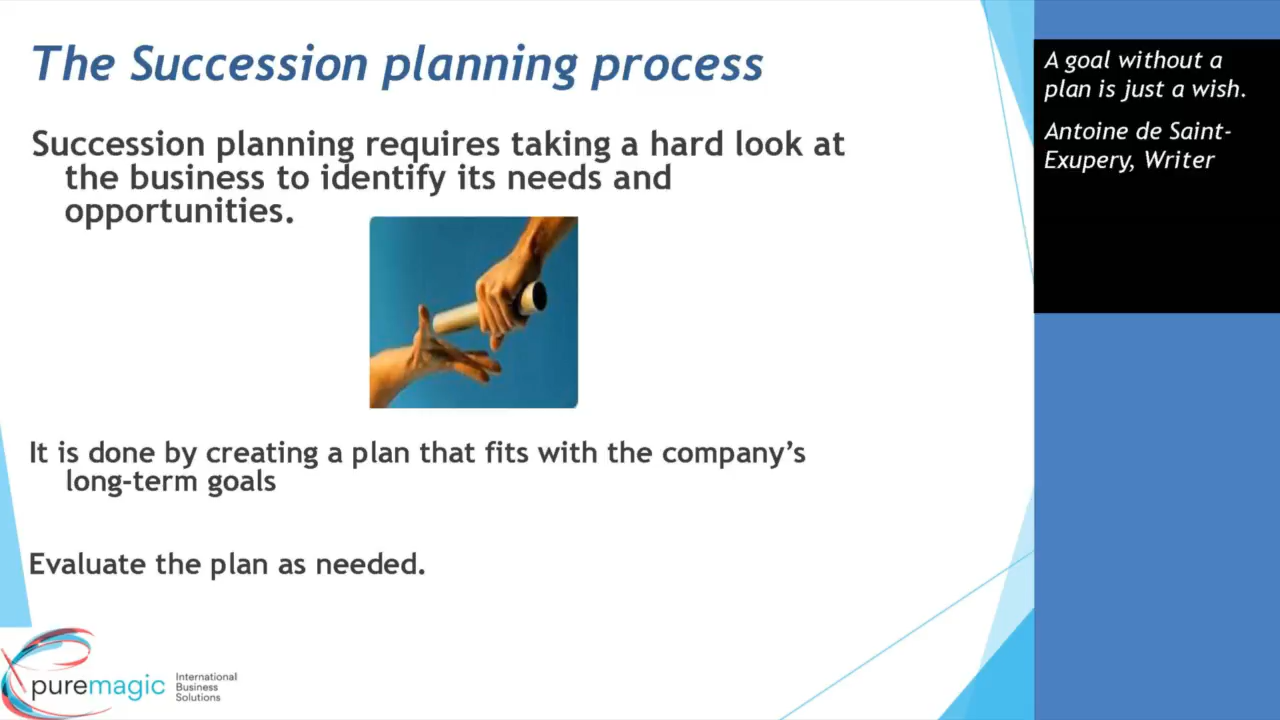 The Succession planning process
Succession planning requires taking a hard look at
the business to identify its needs and
opportunities.
It is done by creating a plan that fits with the company's
long-term goals
Evaluate the plan as needed.
puremagic
International
Business
Solutions
A goal without a
plan is just a wish.
Antoine de Saint-
Exupery, Writer